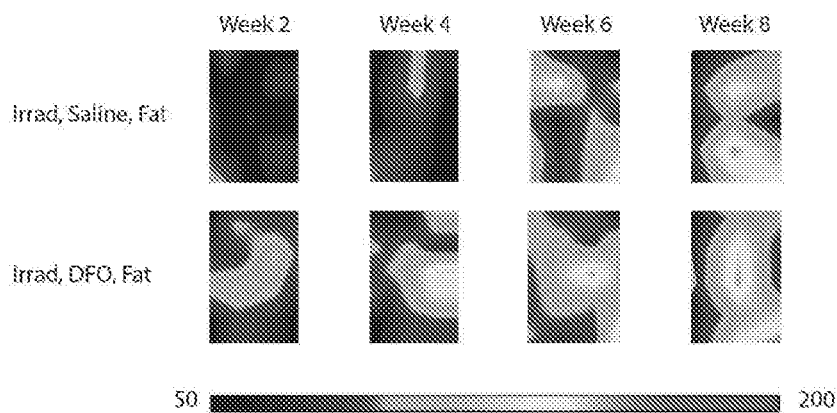 Week 2 Week 4 Week 6 Week 8
Irrad, Saline, Fat
Irrad, DFO, Fat
50 200